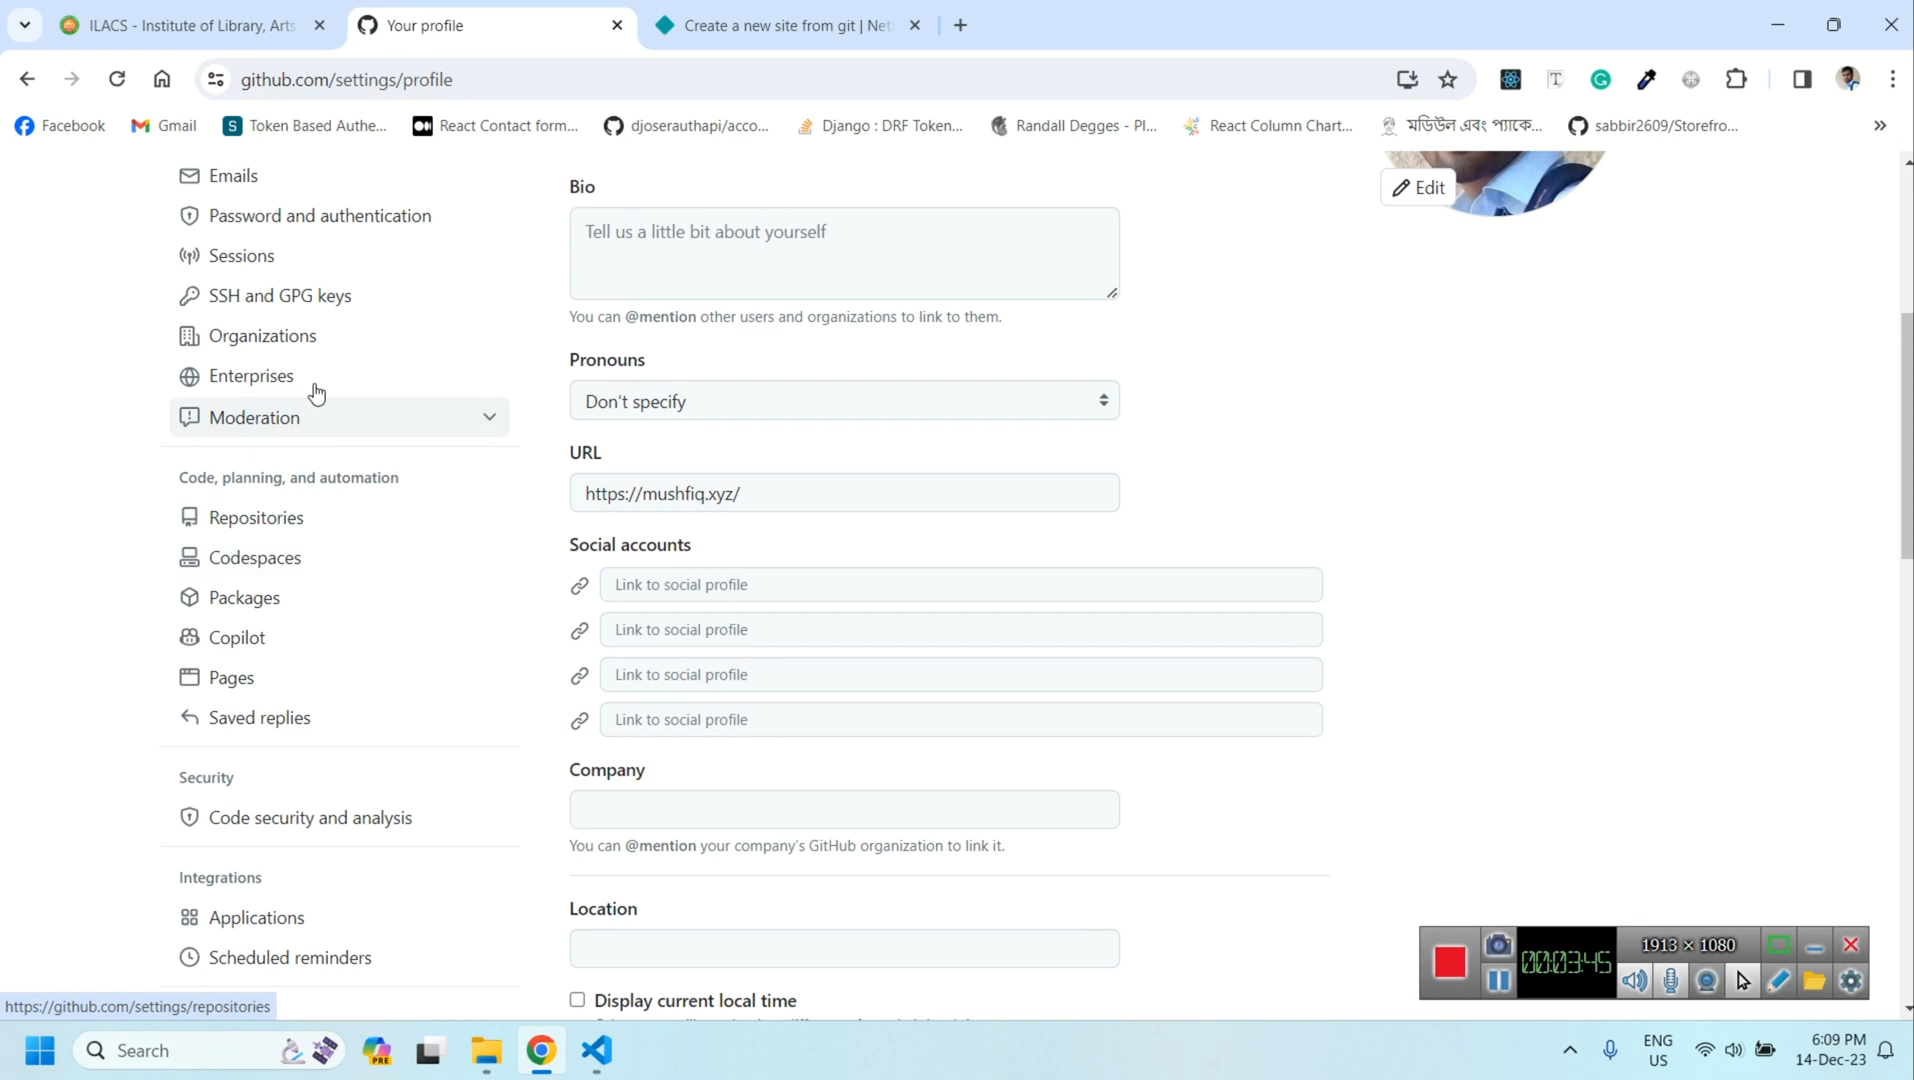 ILACS - Institute of Library, Arts
Your profile
Create a new site from git | Net
github.com/settings/profile
Facebook
Gmail
Token Based Authe...
React Contact form...
djoserauthapi/acco...
Django : DRF Token...
Randall Degges - Pl...
React Column Chart...
মডিউল এবং প্যাকে...
sabbir2609/Storefro...
Emails
Password and authentication
Sessions
SSH and GPG keys
Organizations
Enterprises
Moderation
Code, planning, and automation
Repositories
Codespaces
Packages
Copilot
Pages
Saved replies
Security
Code security and analysis
Integrations
Applications
Scheduled reminders
https://github.com/settings/repositories
Edit
Bio
Tell us a little bit about yourself
You can @mention other users and organizations to link to them.
Pronouns
Don't specify
URL
https://mushfiq.xyz/
Social accounts
Link to social profile
Link to social profile
Link to social profile
Link to social profile
Company
You can @mention your company's GitHub organization to link it.
Location
Display current local time
00:03:45
1913 × 1080
Search
PRE
ENG
US
6:09 PM
14-Dec-23